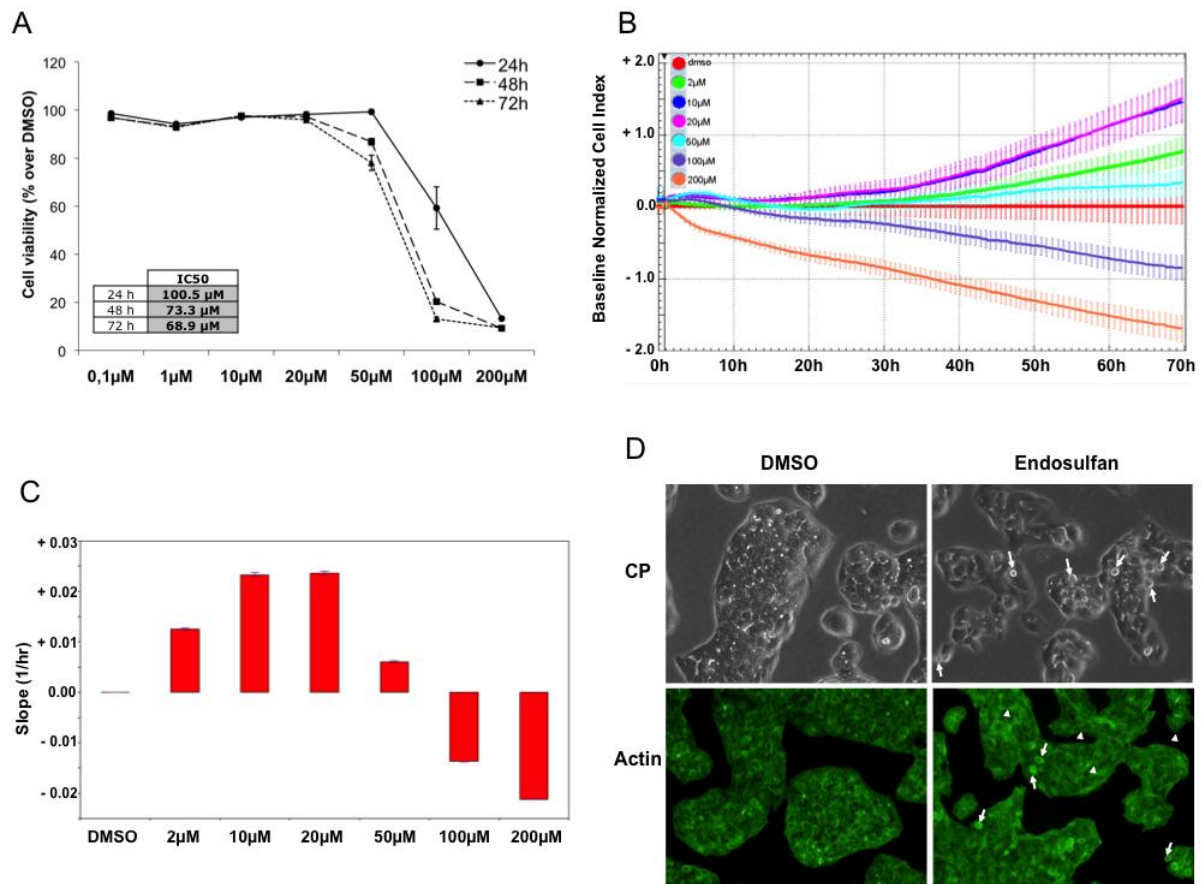 A
Cell viability (% over DMSO)
120
100
80
60
40
20
0
24h
48h
72h
IC50
24 h 100.5 µM
48 h 73.3 µM
72 h 68.9 µM
0,1µM 1µM 10µM 20µM 50µM 100µM 200µM
B
Baseline Normalized Cell Index
+ 2.0
+ 1.0
0.0
- 1.0
- 2.0
dmso
2µM
10µM
20µM
50µM
100µM
200µM
0h 10h 20h 30h 40h 50h 60h 70h
C
Slope (1/hr)
+ 0.03
+ 0.02
+ 0.01
0.00
- 0.01
- 0.02
DMSO 2µM 10µM 20µM 50µM 100µM 200µM
D
DMSO Endosulfan
CP
Actin